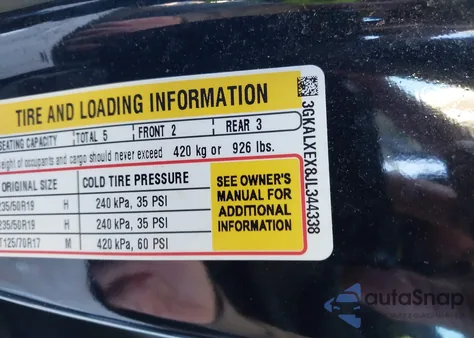 TIRE AND LOADING INFORMATION
SEATING CAPACITY TOTAL 5 FRONT 2 REAR 3
eight of occupants and cargo should never exceed 420 kg or 926 lbs.
ORIGINAL SIZE COLD TIRE PRESSURE
235/50R19 H 240 kPa, 35 PSI
235/50R19 H 240 kPa, 35 PSI
T125/70R17 M 420 kPa, 60 PSI
SEE OWNER'S
MANUAL FOR
ADDITIONAL
INFORMATION
3GKALXEX8JL344338
autoSnap